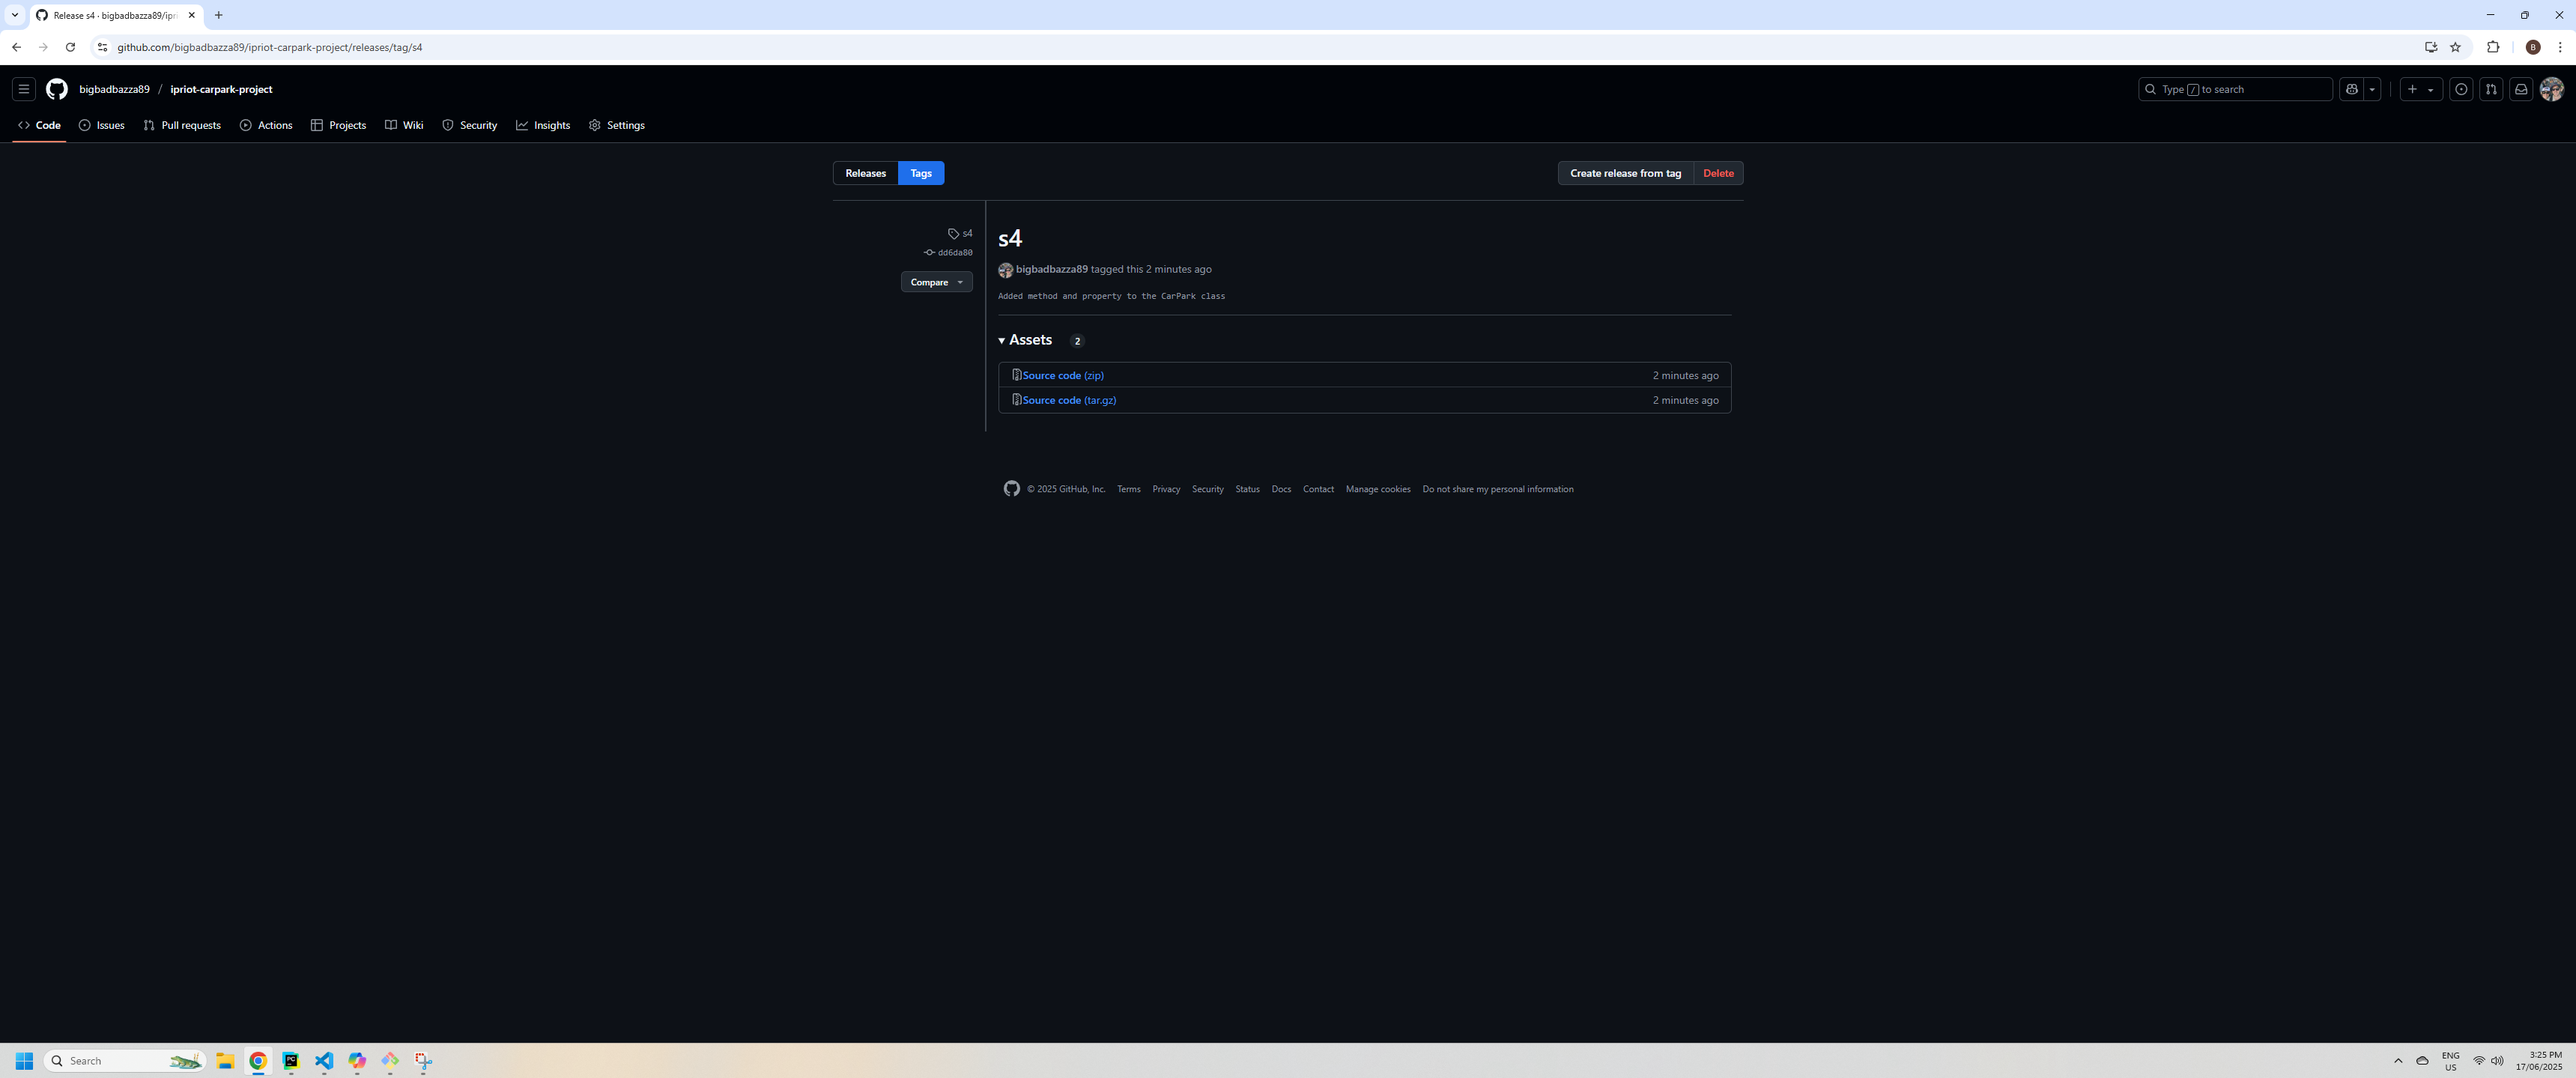 Release s4 · bigbadbazza89/ipri
github.com/bigbadbazza89/ipriot-carpark-project/releases/tag/s4
B
bigbadbazza89 / ipriot-carpark-project
Type / to search
Code Issues Pull requests Actions Projects Wiki Security Insights Settings
Releases Tags Create release from tag Delete
s4
dd6da80
Compare
s4
bigbadbazza89 tagged this 2 minutes ago
Added method and property to the CarPark class
Assets 2
Source code (zip) 2 minutes ago
Source code (tar.gz) 2 minutes ago
© 2025 GitHub, Inc. Terms Privacy Security Status Docs Contact Manage cookies Do not share my personal information
Search
PC
ENG
US
3:25 PM
17/06/2025